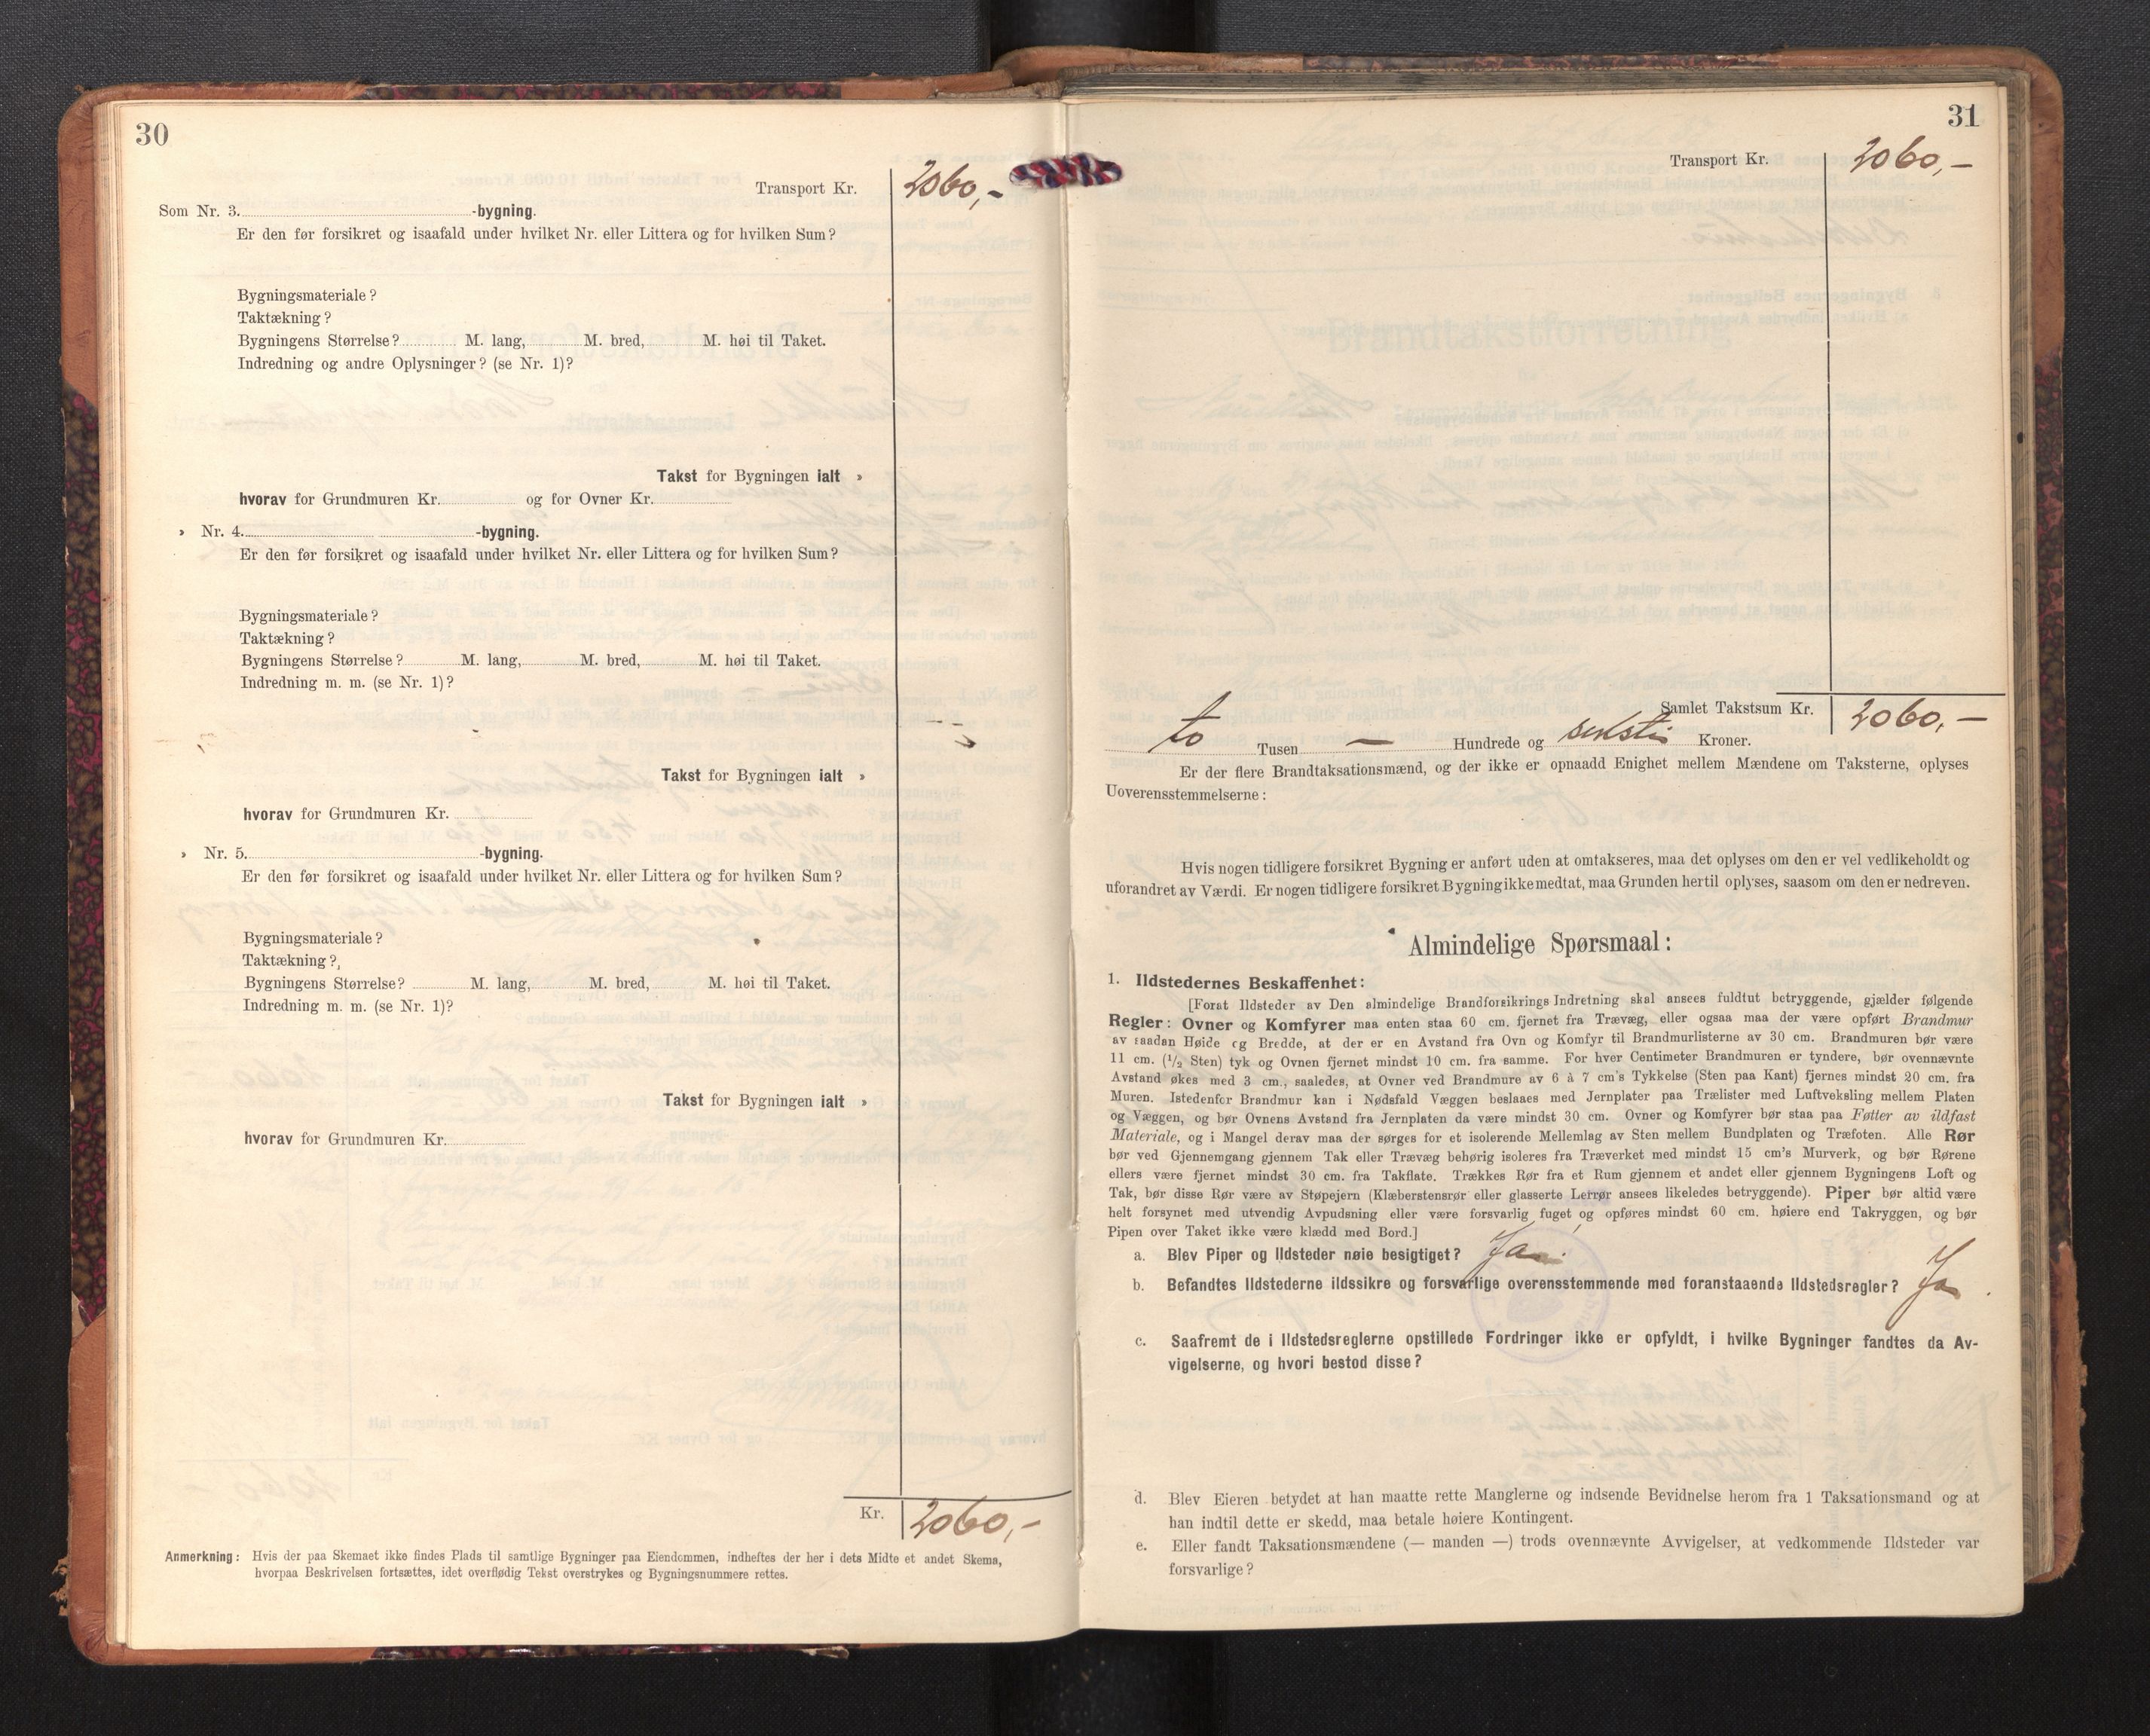 30
Transport Kr. 2060,-
Som Nr. 3. -bygning.
Er den før forsikret og isaafald under hvilket Nr. eller Littera og for hvilken Sum?
Bygningsmateriale?
Taktækning?
Bygningens Størrelse? M. lang, M. bred, M. høi til Taket.
Indredning og andre Oplysninger? (se Nr. 1)?
Takst for Bygningen ialt »
hvorav for Grundmuren Kr. og for Ovner Kr.
» Nr. 4. -bygning.
Er den før forsikret og isaafald under hvilket Nr. eller Littera og for hvilken Sum?
Bygningsmateriale?
Taktækning?
Bygningens Størrelse? M. lang, M. bred, M. høi til Taket.
Indredning m. m. (se Nr. 1)?
Takst for Bygningen ialt »
hvorav for Grundmuren Kr.
» Nr. 5. -bygning.
Er den før forsikret og isaafald under hvilket Nr. eller Littera og for hvilken Sum?
Bygningsmateriale?
Taktækning?
Bygningens Størrelse? M. lang, M. bred, M. høi til Taket.
Indredning m. m. (se Nr. 1)?
Takst for Bygningen ialt »
hvorav for Grundmuren Kr.
Kr. 2060,-
Anmerkning: Hvis der paa Skemaet ikke findes Plads til samtlige Bygninger paa Eiendommen, indheftes der her i dets Midte et andet Skema,
hvorpaa Beskrivelsen fortsættes, idet overflødig Tekst overstrykes og Bygningsnummere rettes.
31
Transport Kr. 2060,-
Samlet Takstsum Kr. 2060,-
to Tusen — Hundrede og seksti Kroner.
Er der flere Brandtaksationsmænd, og der ikke er opnaadd Enighet mellem Mændene om Taksterne, oplyses
Uoverensstemmelserne:
Hvis nogen tidligere forsikret Bygning er anført uden at omtakseres, maa det oplyses om den er vel vedlikeholdt og
uforandret av Værdi. Er nogen tidligere forsikret Bygning ikke medtat, maa Grunden hertil oplyses, saasom om den er nedreven.
Almindelige Spørsmaal:
1. Ildstedernes Beskaffenhet:
[Forat Ildsteder av Den almindelige Brandforsikrings Indretning skal ansees fuldtut betryggende, gjælder følgende
Regler: Ovner og Komfyrer maa enten staa 60 cm. fjernet fra Trævæg, eller ogsaa maa der være opført Brandmur
av saadan Høide og Bredde, at der er en Avstand fra Ovn og Komfyr til Brandmurlisterne av 30 cm. Brandmuren bør være
11 cm. (1/2 Sten) tyk og Ovnen fjernet mindst 10 cm. fra samme. For hver Centimeter Brandmuren er tyndere, bør ovennævnte
Avstand økes med 3 cm., saaledes, at Ovner ved Brandmure av 6 à 7 cm's Tykkelse (Sten paa Kant) fjernes mindst 20 cm. fra
Muren. Istedenfor Brandmur kan i Nødsfald Væggen beslaaes med Jernplater paa Trælister med Luftveksling mellem Platen
og Væggen, og bør Ovnens Avstand fra Jernplaten da være mindst 30 cm. Ovner og Komfyrer bør staa paa Føtter av ildfast
Materiale, og i Mangel derav maa der sørges for et isolerende Mellemlag av Sten mellem Bundplaten og Træfoten. Alle Rør
bør ved Gjennemgang gjennem Tak eller Trævæg behørig isoleres fra Træverket med mindst 15 cm's Murverk, og bør Rørene
ellers være fjernet mindst 30 cm. fra Takflate. Trækkes Rør fra et Rum gjennem et andet eller gjennem Bygningens Loft og
Tak, bør disse Rør være av Støpejern (Klæberstensrør eller glasserte Lerrør ansees likeledes betryggende). Piper bør altid være
helt forsynet med utvendig Avpudsning eller være forsvarlig fuget og opføres mindst 60 cm. høiere end Takryggen, og bør
Pipen over Taket ikke være klædd med Bord.]
a. Blev Piper og Ildsteder nøie besigtiget? Ja.
b. Befandtes Ildstederne ildssikre og forsvarlige overensstemmende med foranstaaende Ildstedsregler? Ja.
c. Saafremt de i Ildstedsreglerne opstillede Fordringer ikke er opfyldt, i hvilke Bygninger fandtes da Av-
vigelserne, og hvori bestod disse?
d. Blev Eieren betydet at han maatte rette Manglerne og indsende Bevidnelse herom fra 1 Taksationsmand og at
han indtil dette er skedd, maa betale høiere Kontingent.
e. Eller fandt Taksationsmændene (— manden —) trods ovennævnte Avvigelser, at vedkommende Ildsteder var
forsvarlige?